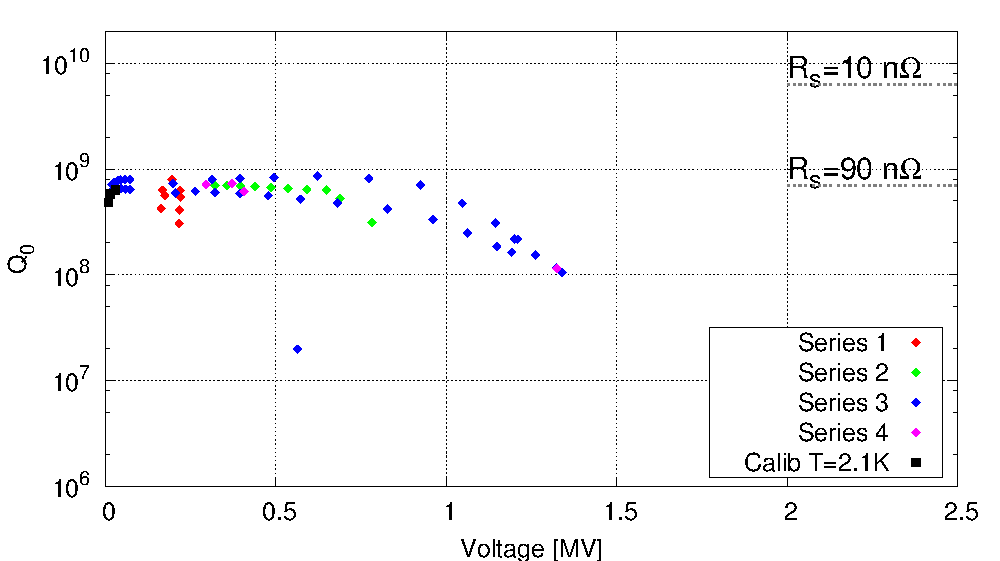 10^10
10^9
10^8
10^7
10^6
Q_0
R_s=10 nΩ
R_s=90 nΩ
Series 1
Series 2
Series 3
Series 4
Calib T=2.1K
0 0.5 1 1.5 2 2.5
Voltage [MV]